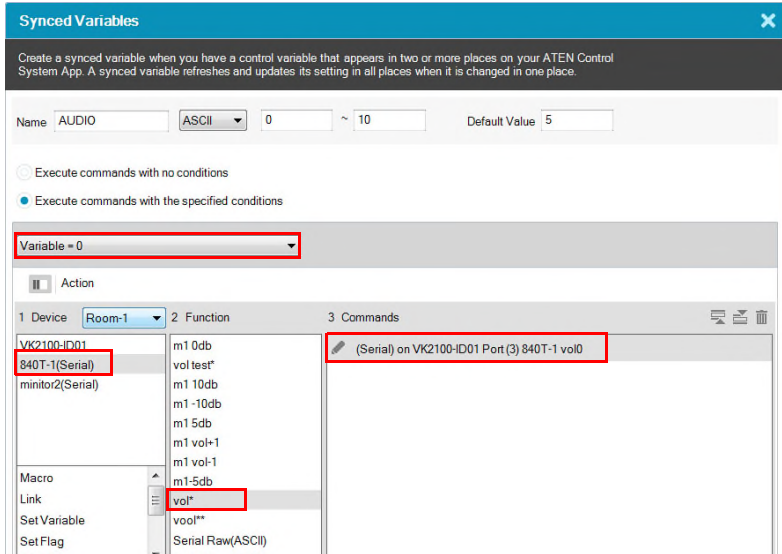 Synced Variables
Create a synced variable when you have a control variable that appears in two or more places on your ATEN Control
System App. A synced variable refreshes and updates its setting in all places when it is changed in one place.
Name AUDIO ASCII 0 ~ 10 Default Value 5
Execute commands with no conditions
Execute commands with the specified conditions
Variable = 0
Action
1 Device Room-1 2 Function 3 Commands
VK2100-ID01
840T-1(Serial)
minitor2(Serial)
Macro
Link
Set Variable
Set Flag
m1 0db
vol test*
m1 10db
m1 -10db
m1 5db
m1 vol+1
m1 vol-1
m1-5db
vol*
vool**
Serial Raw(ASCII)
(Serial) on VK2100-ID01 Port (3) 840T-1 vol0